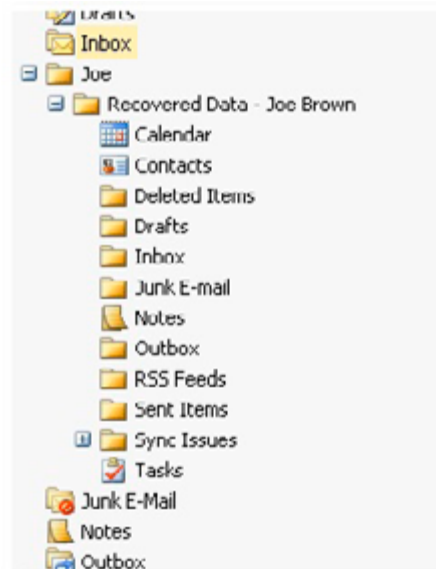 Drafts
Inbox
Joe
Recovered Data - Joe Brown
Calendar
Contacts
Deleted Items
Drafts
Inbox
Junk E-mail
Notes
Outbox
RSS Feeds
Sent Items
Sync Issues
Tasks
Junk E-Mail
Notes
Outbox